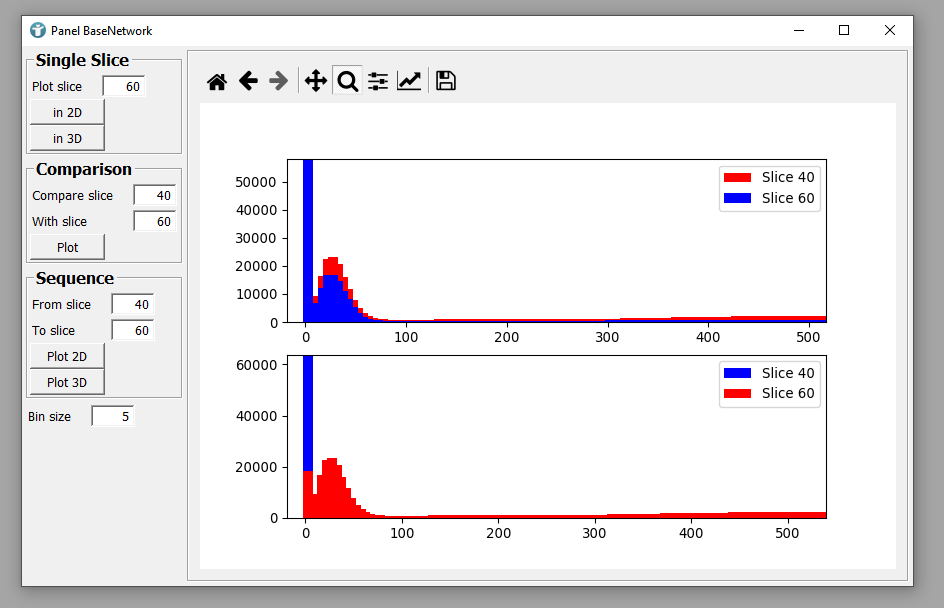 Panel BaseNetwork
Single Slice
Plot slice 60
in 2D
in 3D
Comparison
Compare slice 40
With slice 60
Plot
Sequence
From slice 40
To slice 60
Plot 2D
Plot 3D
Bin size 5
50000
40000
30000
20000
10000
0
0 100 200 300 400 500
Slice 40
Slice 60
60000
40000
20000
0
0 100 200 300 400 500
Slice 40
Slice 60